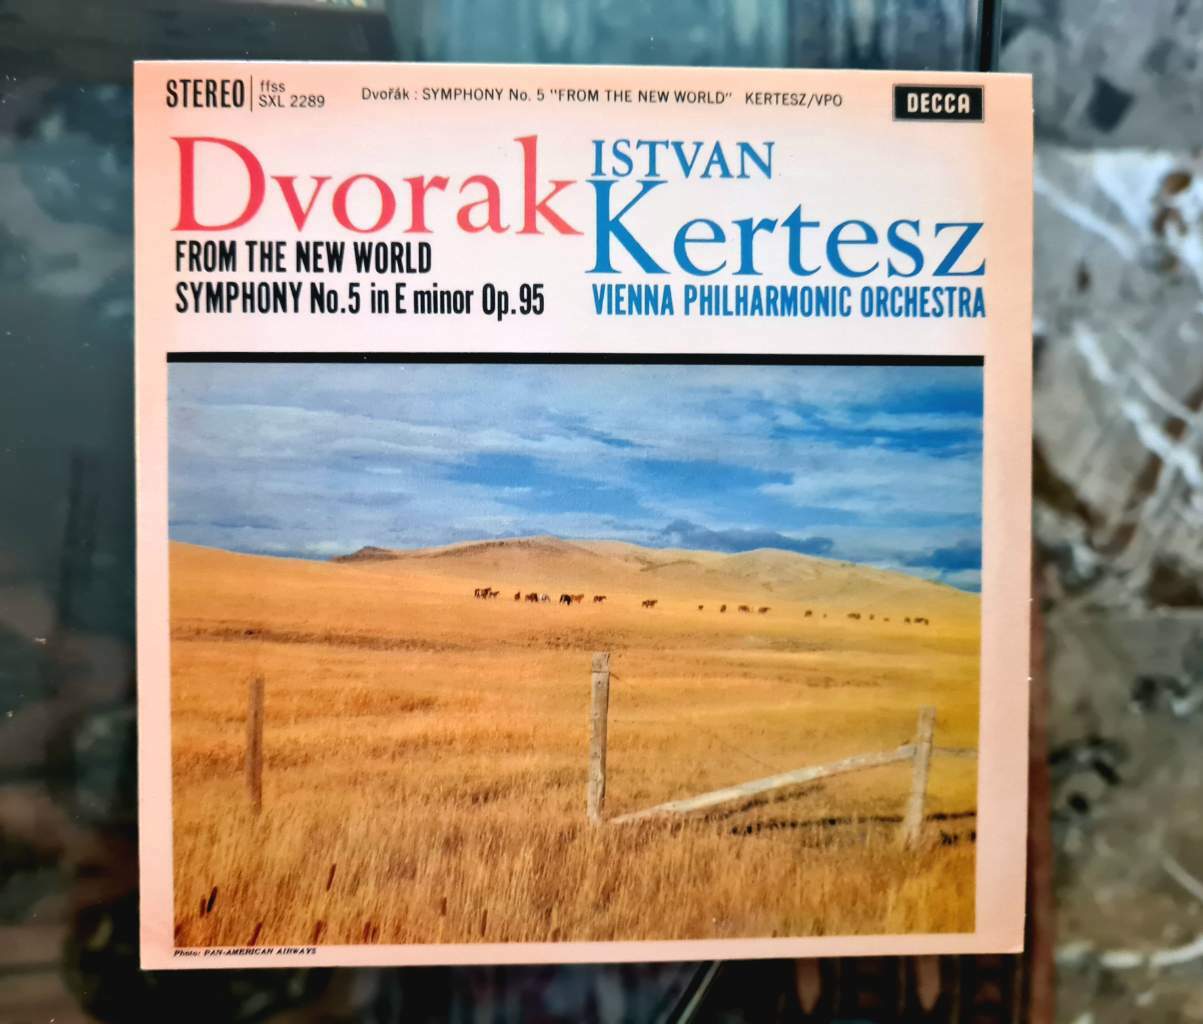 STEREO
ffss
SXL 2289
Dvořák : SYMPHONY No. 5 "FROM THE NEW WORLD" KERTESZ/VPO
DECCA
Dvorak
FROM THE NEW WORLD
SYMPHONY No.5 in E minor Op.95
ISTVAN
Kertesz
VIENNA PHILHARMONIC ORCHESTRA
Photo: PAN-AMERICAN AIRWAYS